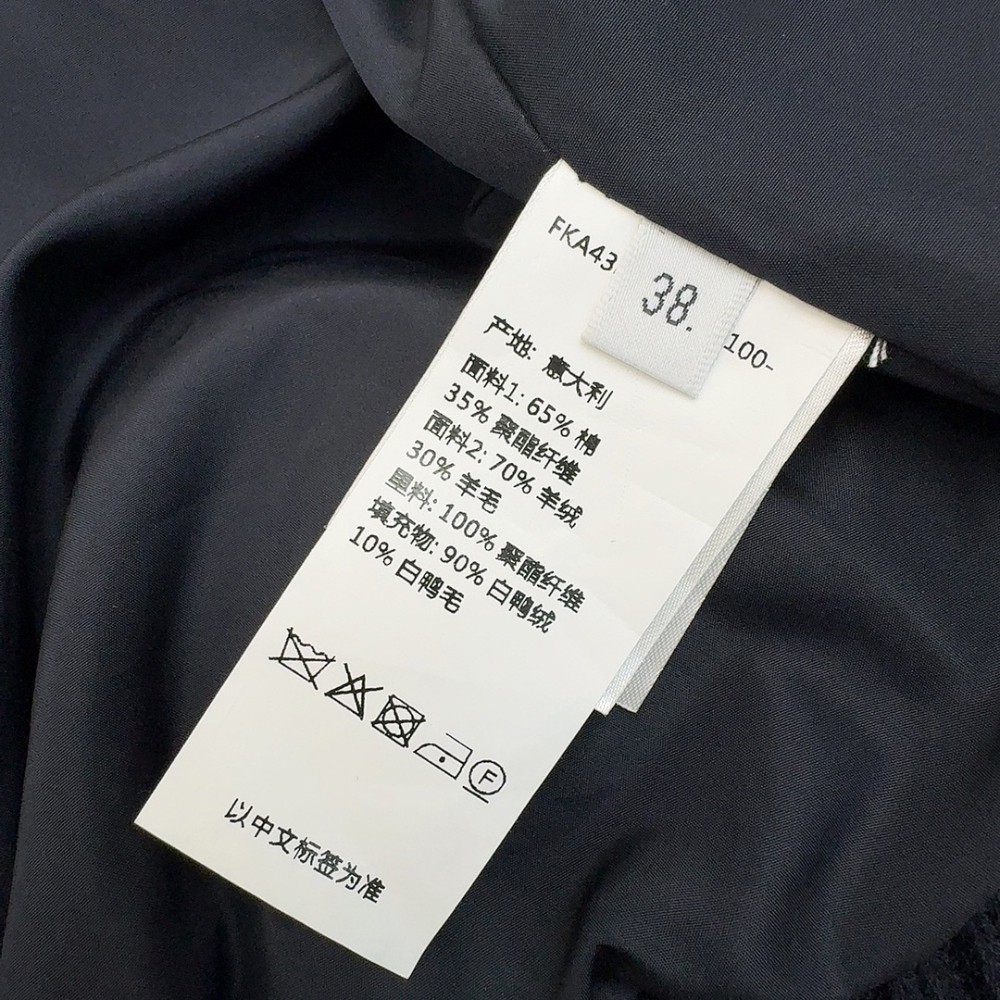 FKA43
38.
100-
产地: 意大利
面料1: 65% 棉
35% 聚酯纤维
面料2: 70% 羊绒
30% 羊毛
里料: 100% 聚酯纤维
填充物: 90% 白鸭绒
10% 白鸭毛
F
以中文标签为准